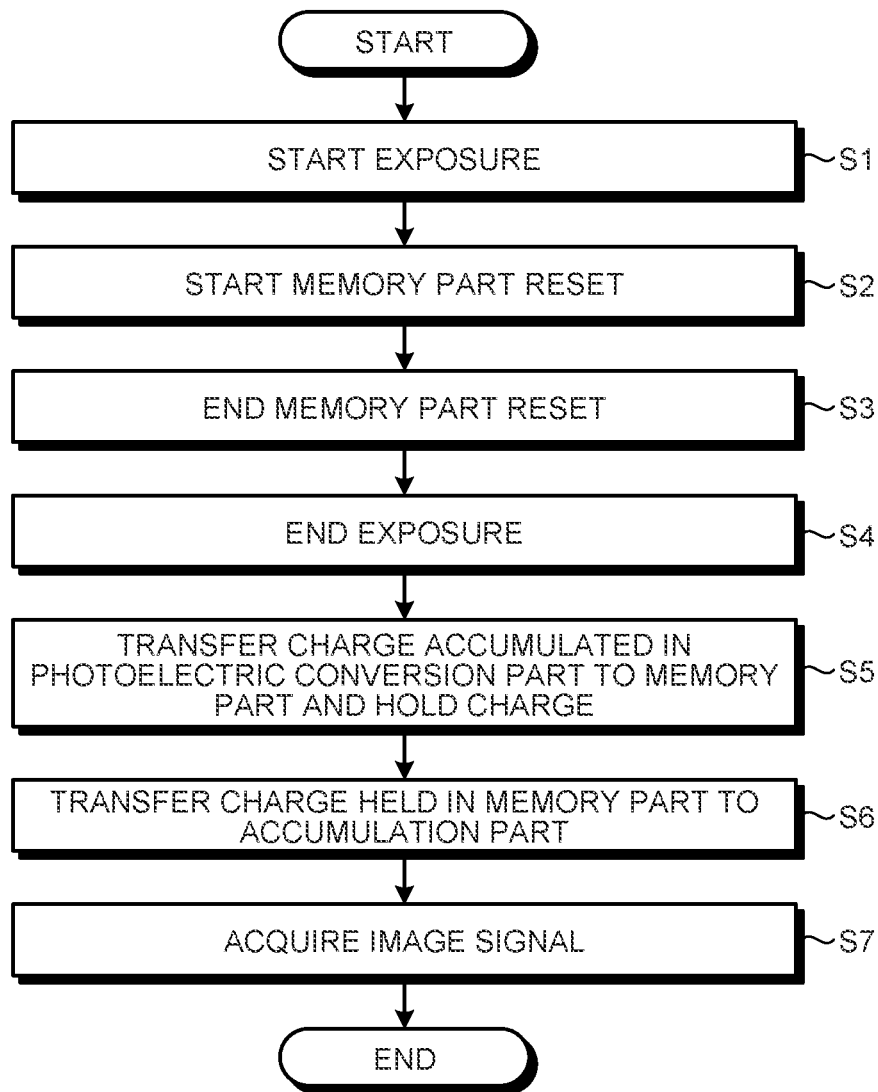 START
START EXPOSURE
S1
START MEMORY PART RESET
S2
END MEMORY PART RESET
S3
END EXPOSURE
S4
TRANSFER CHARGE ACCUMULATED IN
PHOTOELECTRIC CONVERSION PART TO MEMORY
PART AND HOLD CHARGE
S5
TRANSFER CHARGE HELD IN MEMORY PART TO
ACCUMULATION PART
S6
ACQUIRE IMAGE SIGNAL
S7
END